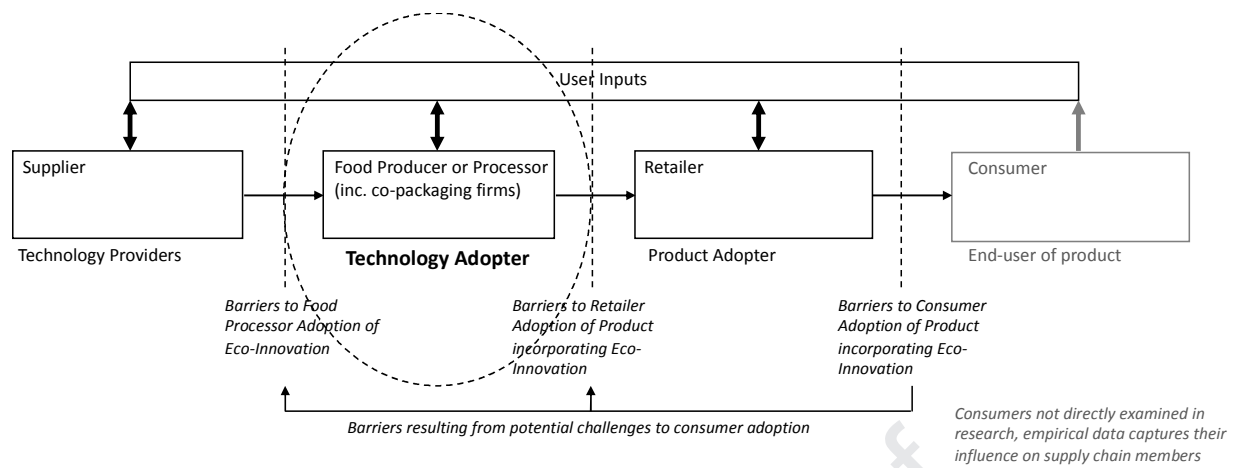 User Inputs
Supplier
Food Producer or Processor
(inc. co-packaging firms)
Retailer
Consumer
Technology Providers
Technology Adopter
Product Adopter
End-user of product
Barriers to Food
Processor Adoption of
Eco-Innovation
Barriers to Retailer
Adoption of Product
incorporating Eco-
Innovation
Barriers to Consumer
Adoption of Product
incorporating Eco-
Innovation
Barriers resulting from potential challenges to consumer adoption
Consumers not directly examined in
research, empirical data captures their
influence on supply chain members